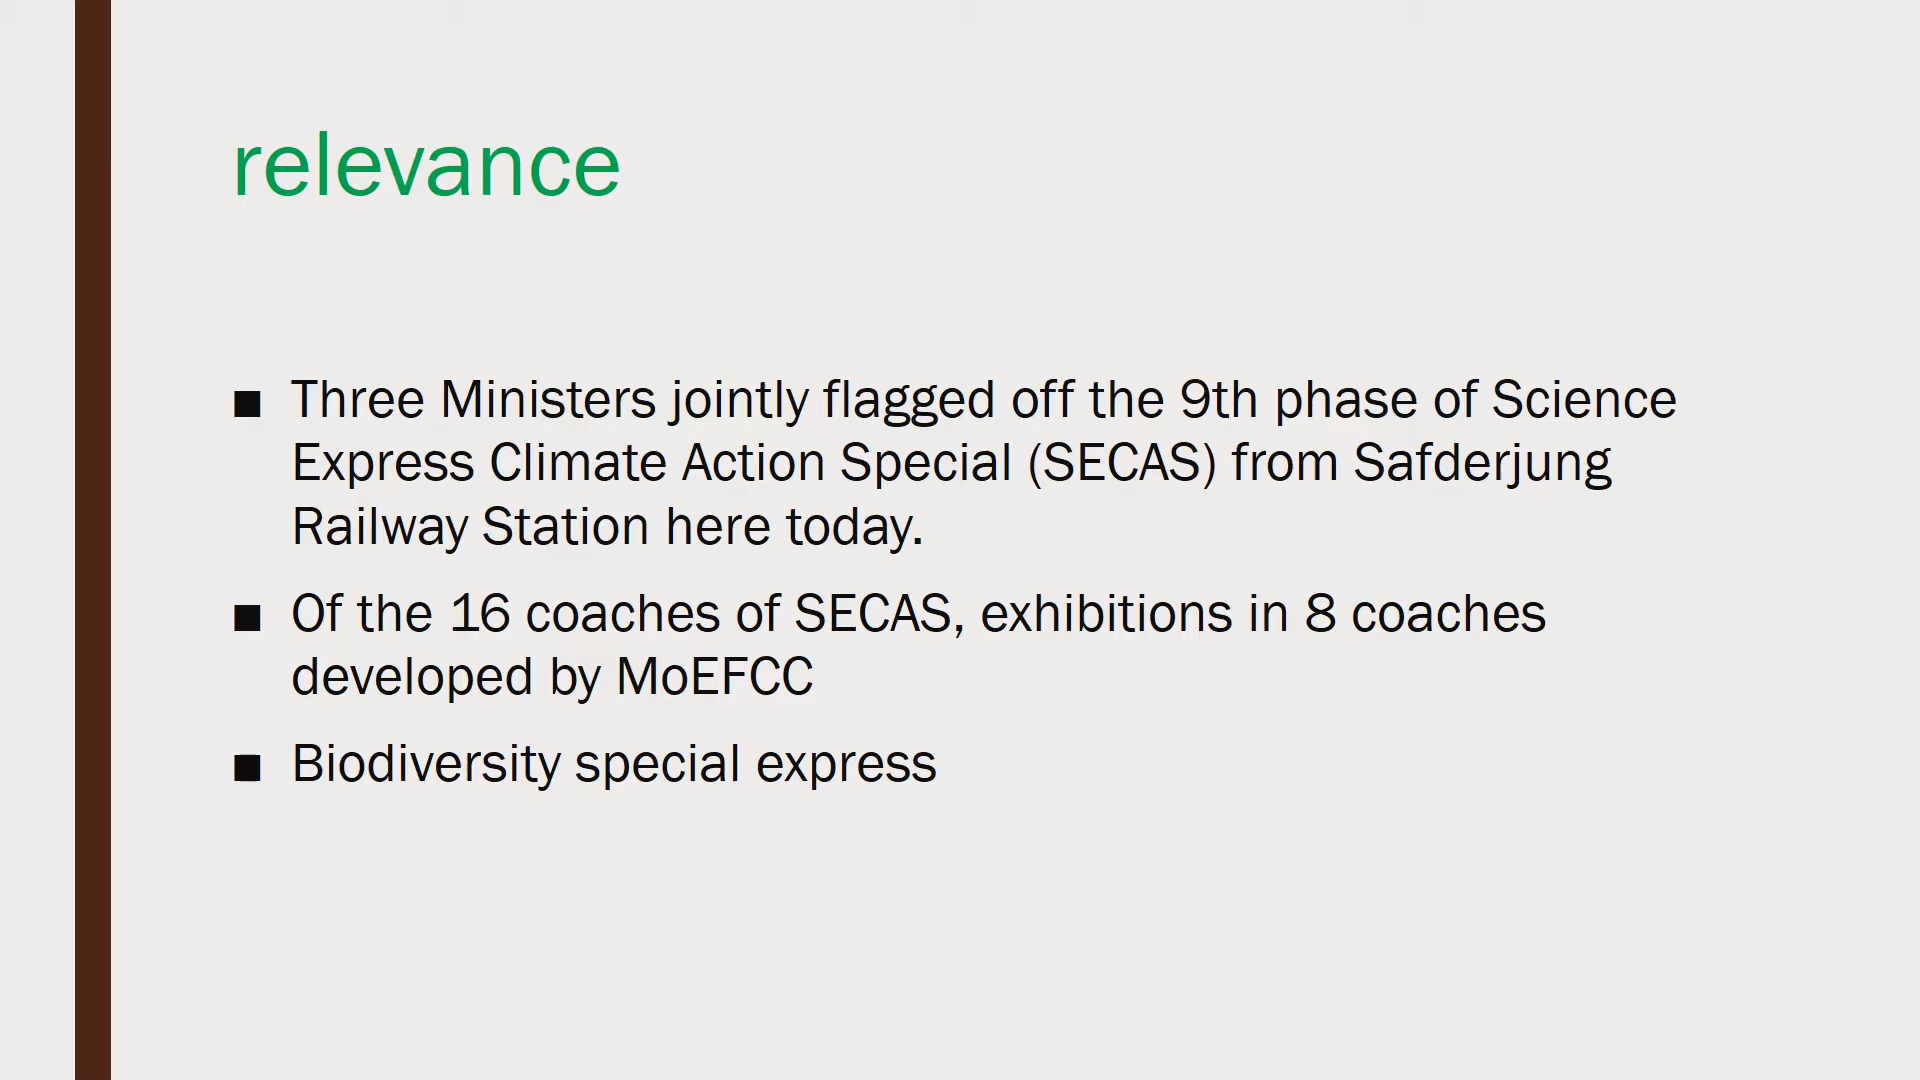 relevance
■ Three Ministers jointly flagged off the 9th phase of Science
Express Climate Action Special (SECAS) from Safderjung
Railway Station here today.
■ Of the 16 coaches of SECAS, exhibitions in 8 coaches
developed by MoEFCC
■ Biodiversity special express